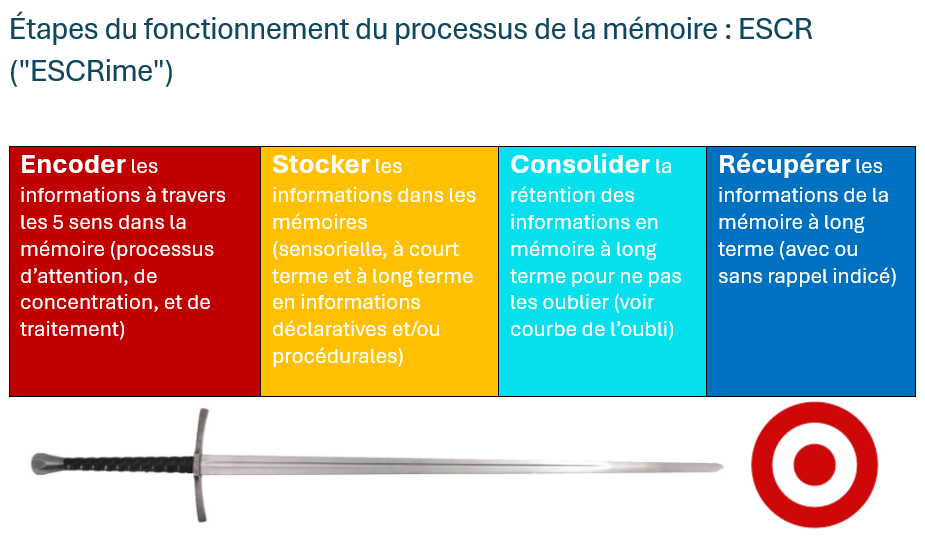 Étapes du fonctionnement du processus de la mémoire : ESCR
("ESCRime")
Encoder les
informations à travers
les 5 sens dans la
mémoire (processus
d’attention, de
concentration, et de
traitement)
Stocker les
informations dans les
mémoires
(sensorielle, à court
terme et à long terme
en informations
déclaratives et/ou
procédurales)
Consolider la
rétention des
informations en
mémoire à long
terme pour ne pas
les oublier (voir
courbe de l’oubli)
Récupérer les
informations de la
mémoire à long
terme (avec ou
sans rappel indicé)